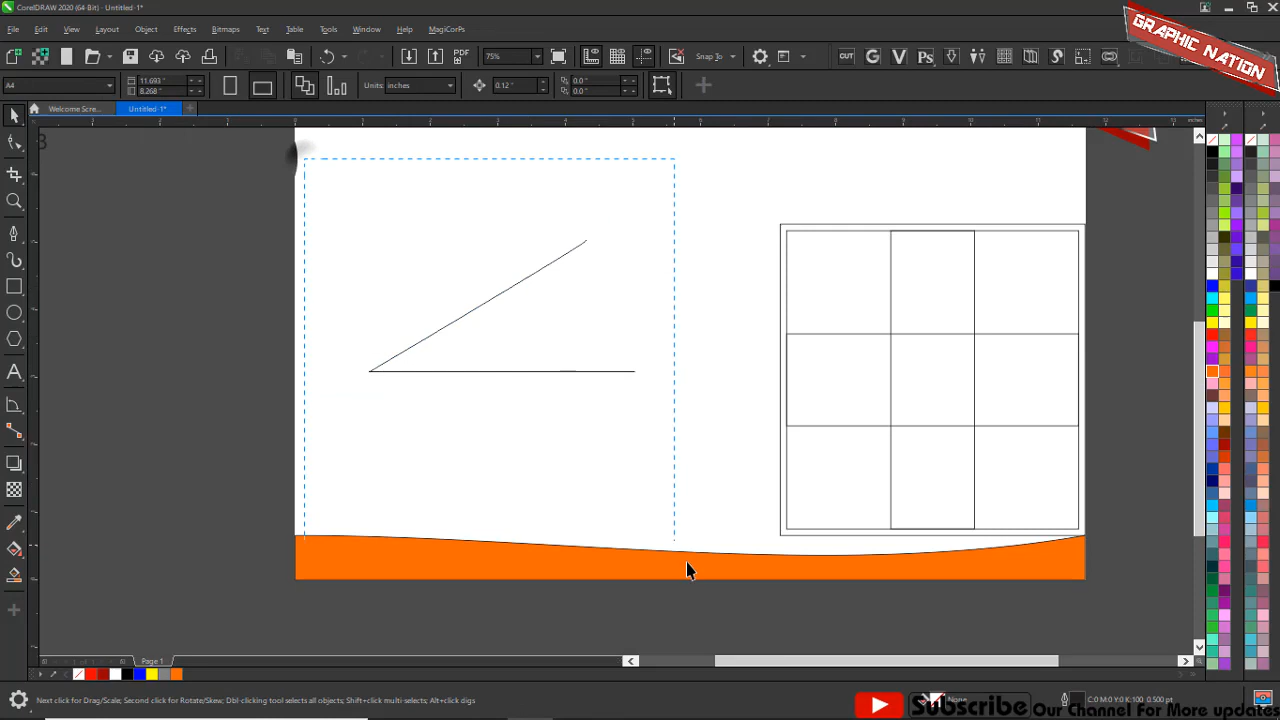 CorelDRAW 2020 (64-Bit) - Untitled-1*
File Edit View Layout Object Effects Bitmaps Text Table Tools Window Help MagiCorPs
GRAPHIC NATION
75% PDF Snap To CUT G V Ps
A4 11.693 " 8.268 " Units: inches 0.12 " 0.0 " 0.0 "
Welcome Scre... Untitled-1*
inches
Page 1
Next click for Drag/Scale; Second click for Rotate/Skew; Dbl-clicking tool selects all objects; Shift+click multi-selects; Alt+click digs
None
C:0 M:0 Y:0 K:100 0.500 pt
Subscribe Our Channel For More updates